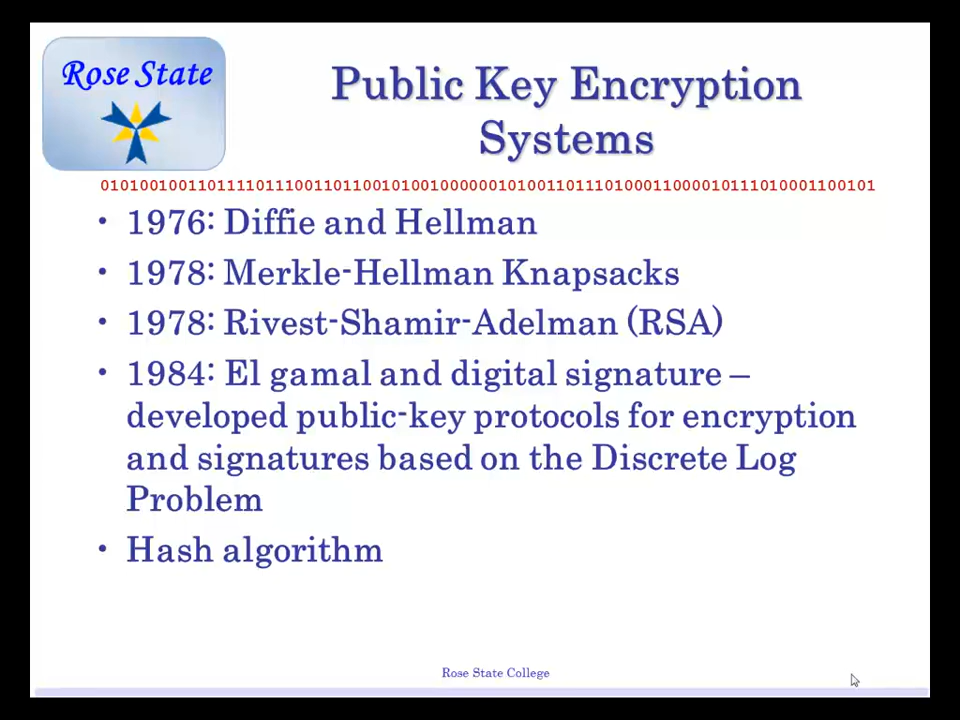 Rose State
Public Key Encryption
Systems
0101001001101111011100110110010100100000010100110111010001100001011101000110010​1
• 1976: Diffie and Hellman
• 1978: Merkle-Hellman Knapsacks
• 1978: Rivest-Shamir-Adelman (RSA)
• 1984: El gamal and digital signature –
developed public-key protocols for encryption
and signatures based on the Discrete Log
Problem
• Hash algorithm
Rose State College